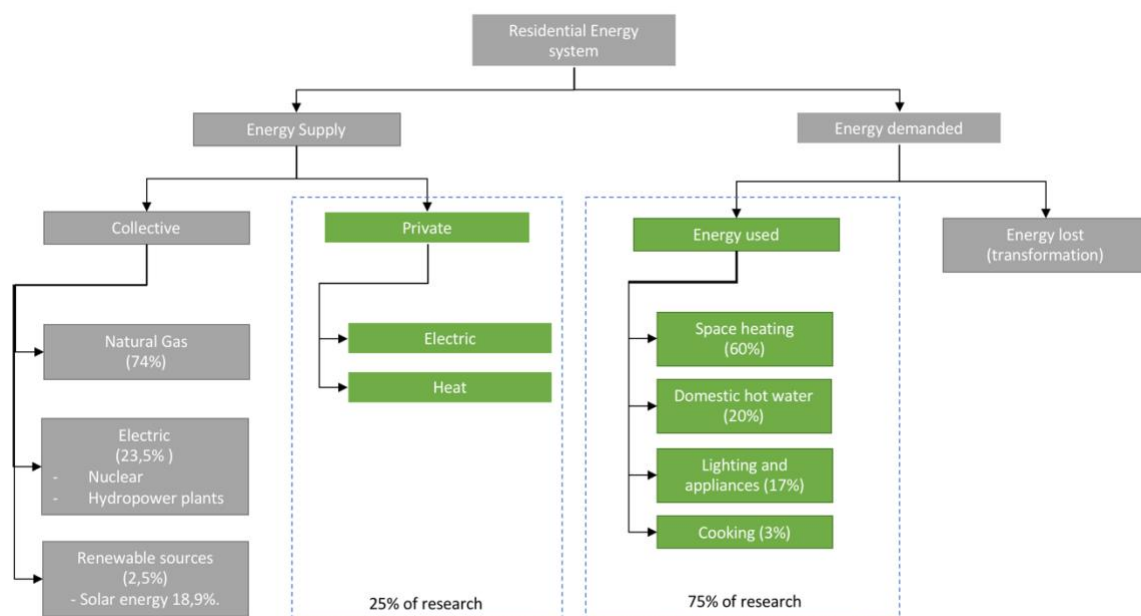 Residential Energy
system
Energy Supply
Energy demanded
Collective
Private
Energy used
Energy lost
(transformation)
Natural Gas
(74%)
Electric
(23,5% )
- Nuclear
- Hydropower plants
Renewable sources
(2,5%)
- Solar energy 18,9%.
Electric
Heat
25% of research
Space heating
(60%)
Domestic hot water
(20%)
Lighting and
appliances (17%)
Cooking (3%)
75% of research